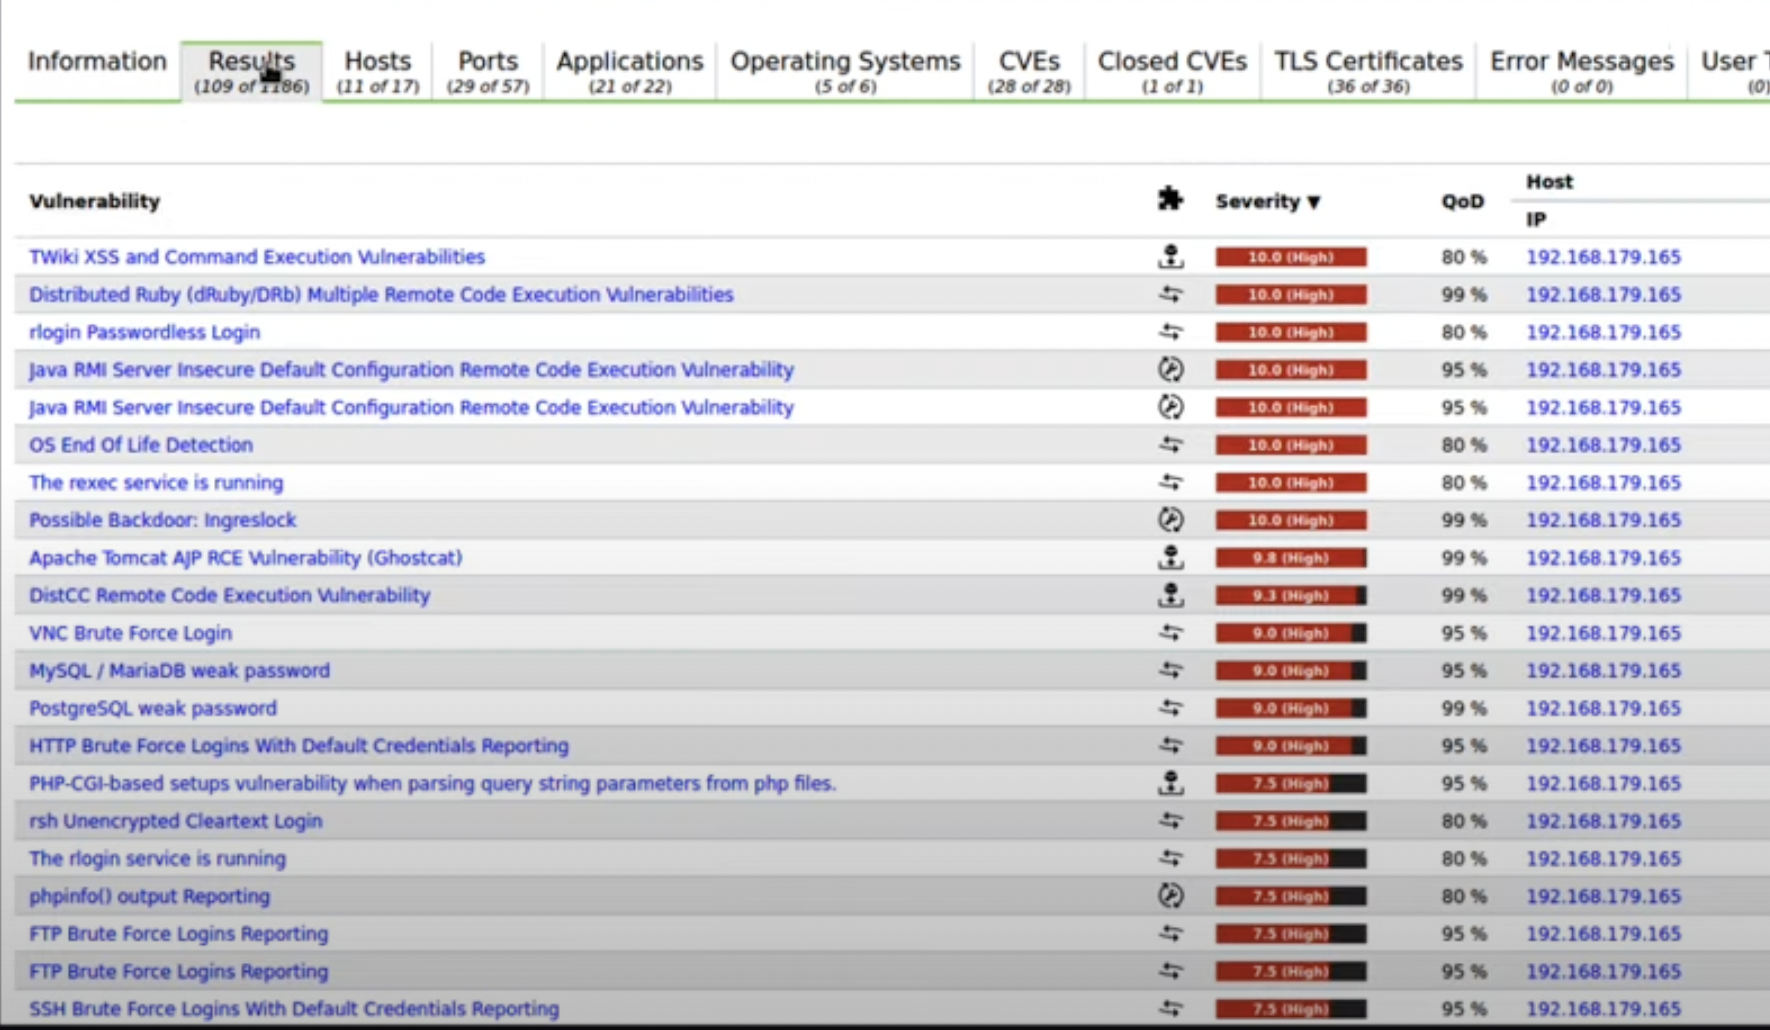 Information Results Hosts Ports Applications Operating Systems CVEs Closed CVEs TLS Certificates Error Messages User
(109 of 1186) (11 of 17) (29 of 57) (21 of 22) (5 of 6) (28 of 28) (1 of 1) (36 of 36) (0 of 0) (0)
Vulnerability Severity ▼ QoD Host
IP
TWiki XSS and Command Execution Vulnerabilities 10.0 (High) 80 % 192.168.179.165
Distributed Ruby (dRuby/DRb) Multiple Remote Code Execution Vulnerabilities 10.0 (High) 99 % 192.168.179.165
rlogin Passwordless Login 10.0 (High) 80 % 192.168.179.165
Java RMI Server Insecure Default Configuration Remote Code Execution Vulnerability 10.0 (High) 95 % 192.168.179.165
Java RMI Server Insecure Default Configuration Remote Code Execution Vulnerability 10.0 (High) 95 % 192.168.179.165
OS End Of Life Detection 10.0 (High) 80 % 192.168.179.165
The rexec service is running 10.0 (High) 80 % 192.168.179.165
Possible Backdoor: Ingreslock 10.0 (High) 99 % 192.168.179.165
Apache Tomcat AJP RCE Vulnerability (Ghostcat) 9.8 (High) 99 % 192.168.179.165
DistCC Remote Code Execution Vulnerability 9.3 (High) 99 % 192.168.179.165
VNC Brute Force Login 9.0 (High) 95 % 192.168.179.165
MySQL / MariaDB weak password 9.0 (High) 95 % 192.168.179.165
PostgreSQL weak password 9.0 (High) 99 % 192.168.179.165
HTTP Brute Force Logins With Default Credentials Reporting 9.0 (High) 95 % 192.168.179.165
PHP-CGI-based setups vulnerability when parsing query string parameters from php files. 7.5 (High) 95 % 192.168.179.165
rsh Unencrypted Cleartext Login 7.5 (High) 80 % 192.168.179.165
The rlogin service is running 7.5 (High) 80 % 192.168.179.165
phpinfo() output Reporting 7.5 (High) 80 % 192.168.179.165
FTP Brute Force Logins Reporting 7.5 (High) 95 % 192.168.179.165
FTP Brute Force Logins Reporting 7.5 (High) 95 % 192.168.179.165
SSH Brute Force Logins With Default Credentials Reporting 7.5 (High) 95 % 192.168.179.165